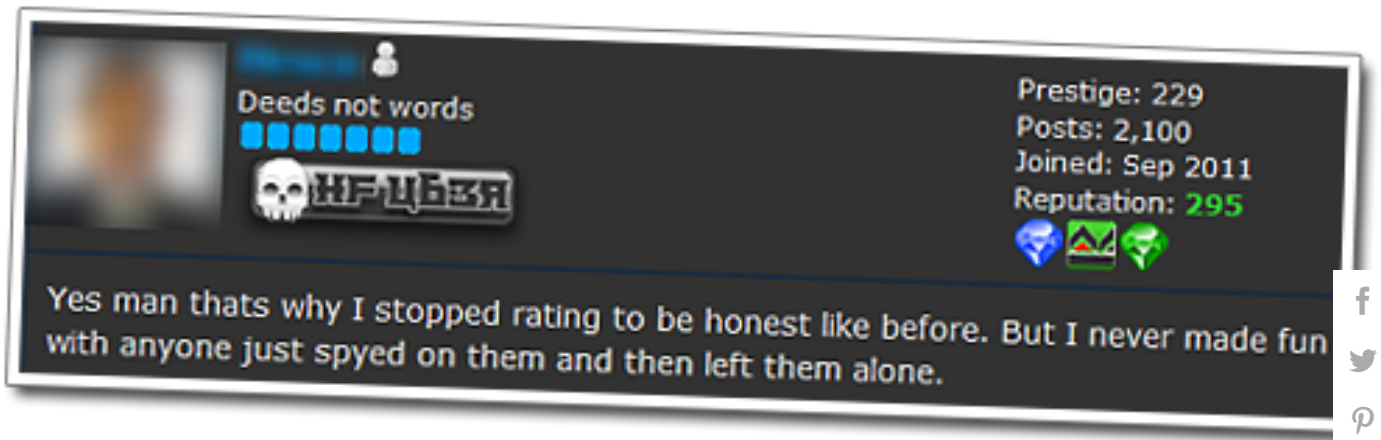 Deeds not words
HF Uб3Я
Prestige: 229
Posts: 2,100
Joined: Sep 2011
Reputation: 295
Yes man thats why I stopped rating to be honest like before. But I never made fun
with anyone just spyed on them and then left them alone.